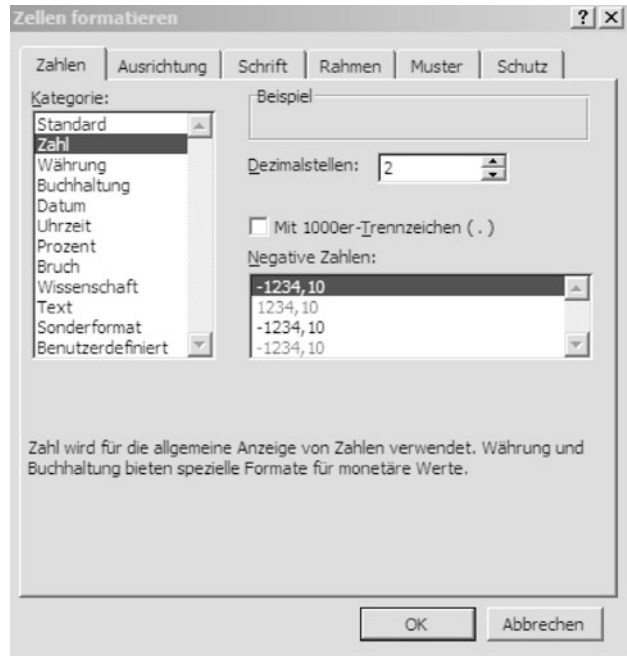 Zellen formatieren
Zahlen Ausrichtung Schrift Rahmen Muster Schutz
Kategorie:
Standard
Zahl
Währung
Buchhaltung
Datum
Uhrzeit
Prozent
Bruch
Wissenschaft
Text
Sonderformat
Benutzerdefiniert
Beispiel
Dezimalstellen: 2
Mit 1000er-Trennzeichen ( . )
Negative Zahlen:
-1234,10
1234,10
-1234,10
-1234,10
Zahl wird für die allgemeine Anzeige von Zahlen verwendet. Währung und
Buchhaltung bieten spezielle Formate für monetäre Werte.
OK Abbrechen